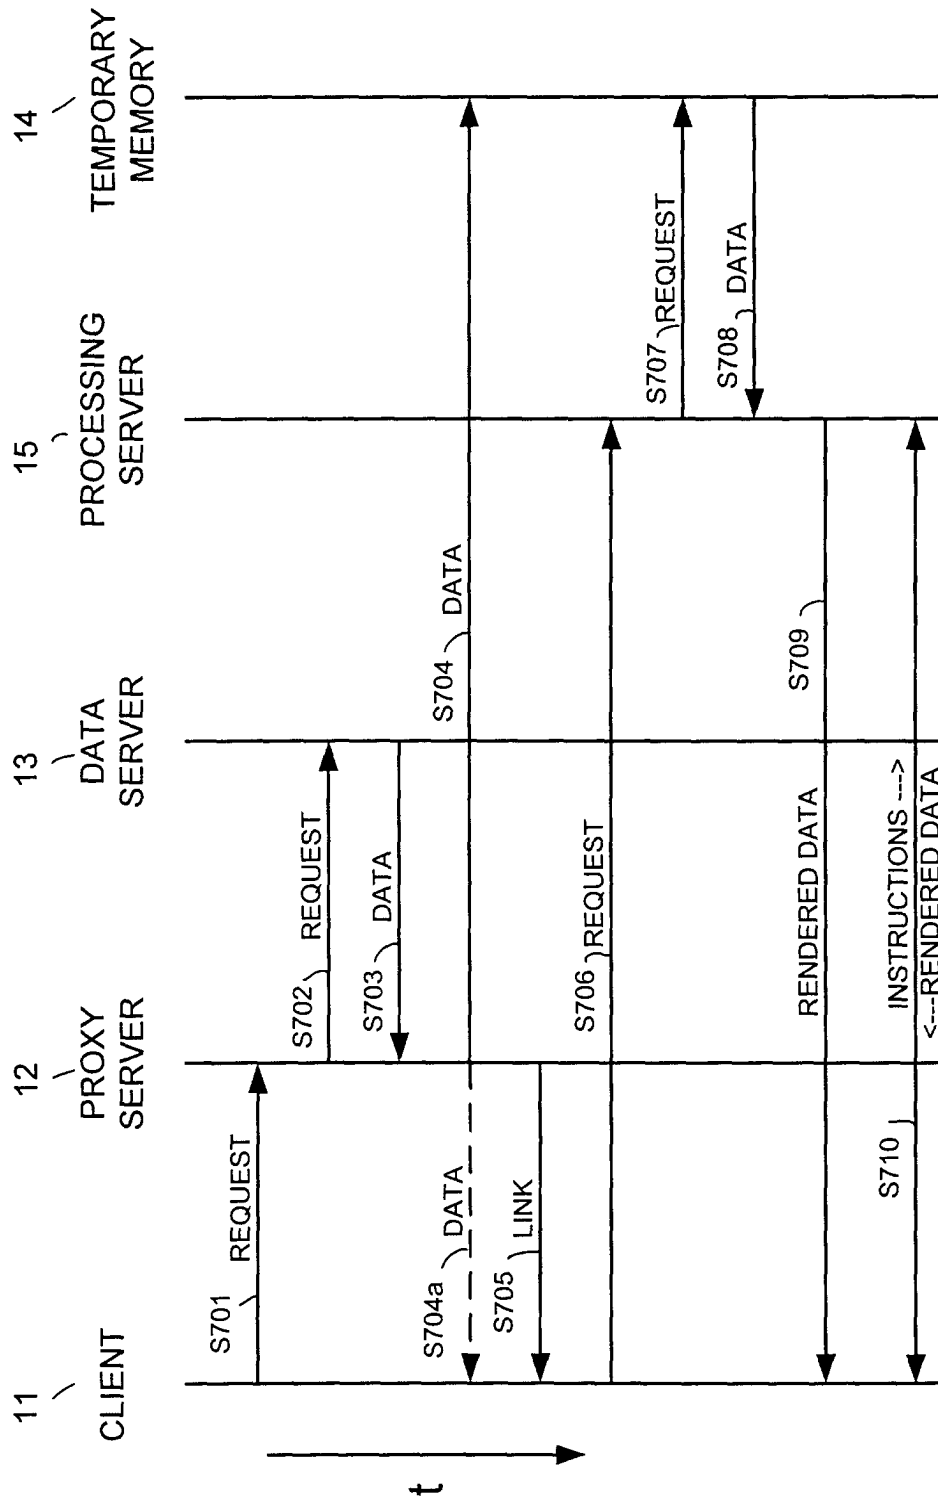 11
CLIENT
12
PROXY
SERVER
13
DATA
SERVER
15
PROCESSING
SERVER
14
TEMPORARY
MEMORY
t
S701
REQUEST
S702
REQUEST
S703
DATA
S704a
DATA
S704
DATA
S705
LINK
S706
REQUEST
S707
REQUEST
S708
DATA
RENDERED DATA
S709
S710
INSTRUCTIONS --->
<---RENDERED DATA